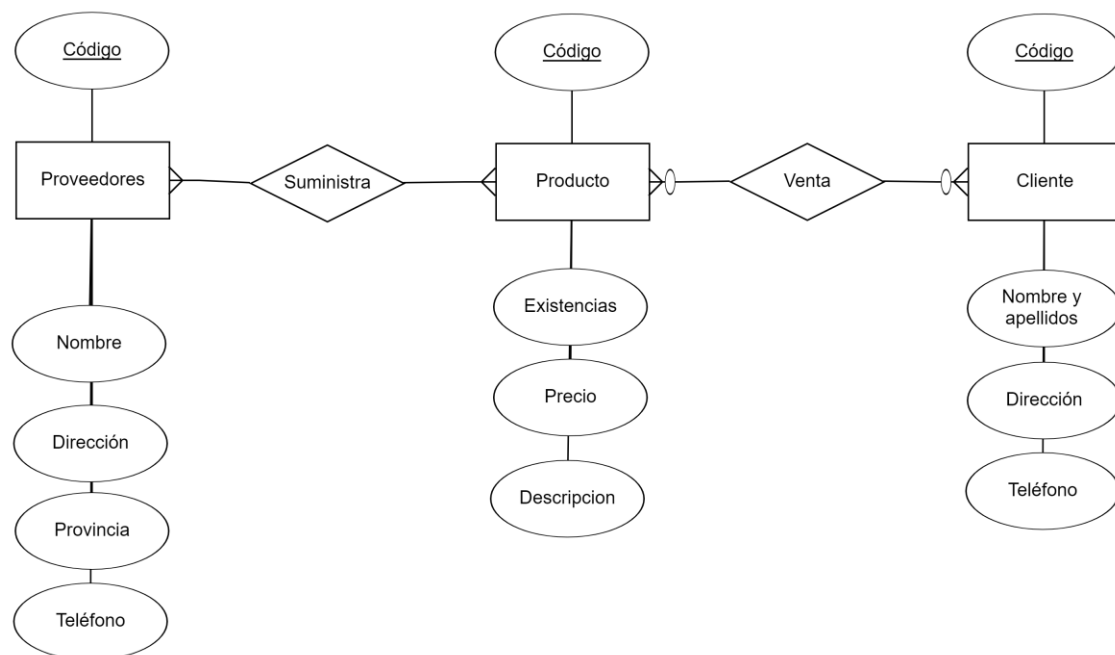 Código
Código
Código
Proveedores
Suministra
Producto
Venta
Cliente
Nombre
Dirección
Provincia
Teléfono
Existencias
Precio
Descripcion
Nombre y
apellidos
Dirección
Teléfono